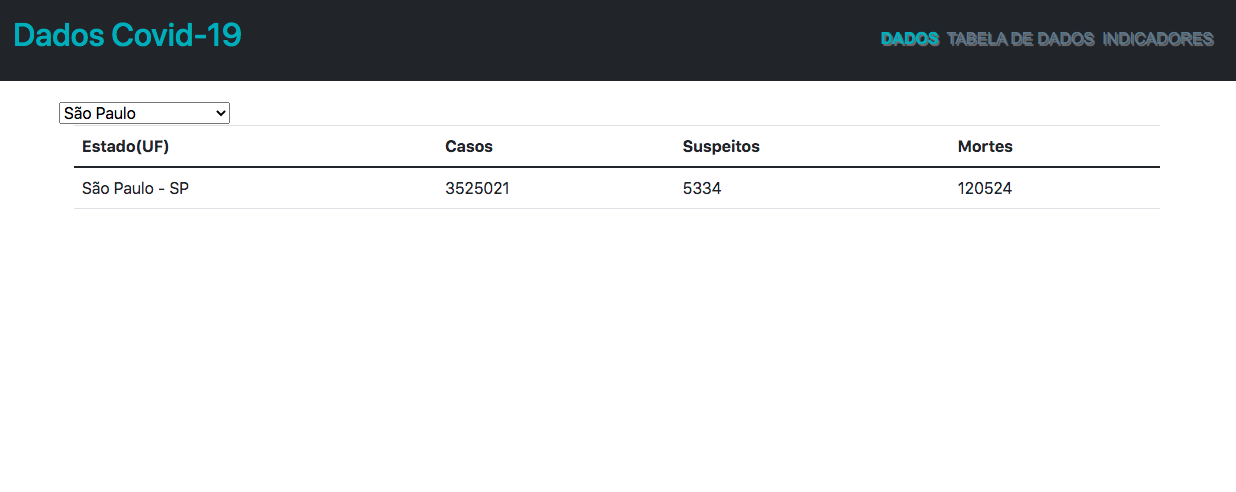 Dados Covid-19
DADOS TABELA DE DADOS INDICADORES
São Paulo
Estado(UF) Casos Suspeitos Mortes
São Paulo - SP 3525021 5334 120524